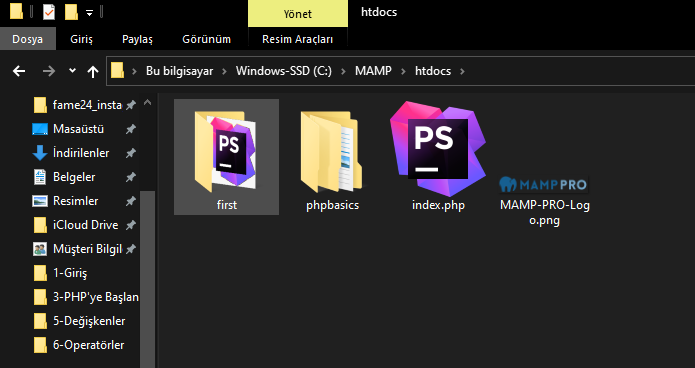 Yönet
htdocs
Dosya
Giriş
Paylaş
Görünüm
Resim Araçları
Bu bilgisayar
Windows-SSD (C:)
MAMP
htdocs
fame24_insta
Masaüstü
İndirilenler
Belgeler
Resimler
iCloud Drive
Müşteri Bilgile
1-Giriş
3-PHP'ye Başlan
5-Değişkenler
6-Operatörler
PS
first
phpbasics
PS
index.php
MAMP PRO
MAMP-PRO-Log
o.png